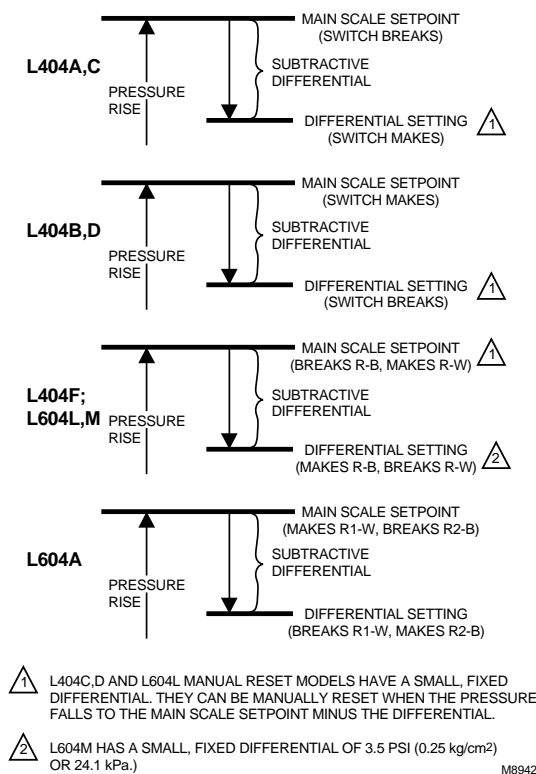 MAIN SCALE SETPOINT
(SWITCH BREAKS)
L404A,C
PRESSURE
RISE
SUBTRACTIVE
DIFFERENTIAL
DIFFERENTIAL SETTING
(SWITCH MAKES)
1
MAIN SCALE SETPOINT
(SWITCH MAKES)
L404B,D
PRESSURE
RISE
SUBTRACTIVE
DIFFERENTIAL
DIFFERENTIAL SETTING
(SWITCH BREAKS)
1
MAIN SCALE SETPOINT
(BREAKS R-B, MAKES R-W)
1
L404F;
L604L,M
PRESSURE
RISE
SUBTRACTIVE
DIFFERENTIAL
DIFFERENTIAL SETTING
(MAKES R-B, BREAKS R-W)
2
MAIN SCALE SETPOINT
(MAKES R1-W, BREAKS R2-B)
L604A
PRESSURE
RISE
SUBTRACTIVE
DIFFERENTIAL
DIFFERENTIAL SETTING
(BREAKS R1-W, MAKES R2-B)
1 L404C,D AND L604L MANUAL RESET MODELS HAVE A SMALL, FIXED
DIFFERENTIAL. THEY CAN BE MANUALLY RESET WHEN THE PRESSURE
FALLS TO THE MAIN SCALE SETPOINT MINUS THE DIFFERENTIAL.
2 L604M HAS A SMALL, FIXED DIFFERENTIAL OF 3.5 PSI (0.25 kg/cm2)
OR 24.1 kPa.)
M8942